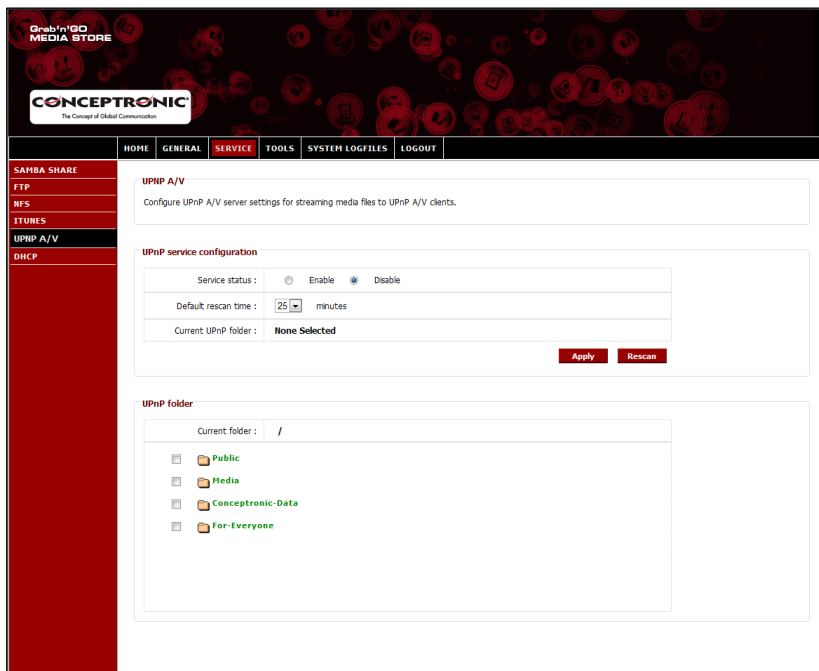 Grab'n'GO
MEDIA STORE
CONCEPTRONIC®
The Concept of Global Communication
HOME GENERAL SERVICE TOOLS SYSTEM LOGFILES LOGOUT
SAMBA SHARE
FTP
NFS
ITUNES
UPNP A/V
DHCP
UPNP A/V
Configure UPnP A/V server settings for streaming media files to UPnP A/V clients.
UPnP service configuration
Service status : Enable Disable
Default rescan time : 25 minutes
Current UPnP folder : None Selected
Apply Rescan
UPnP folder
Current folder : /
Public
Media
Conceptronic-Data
For-Everyone